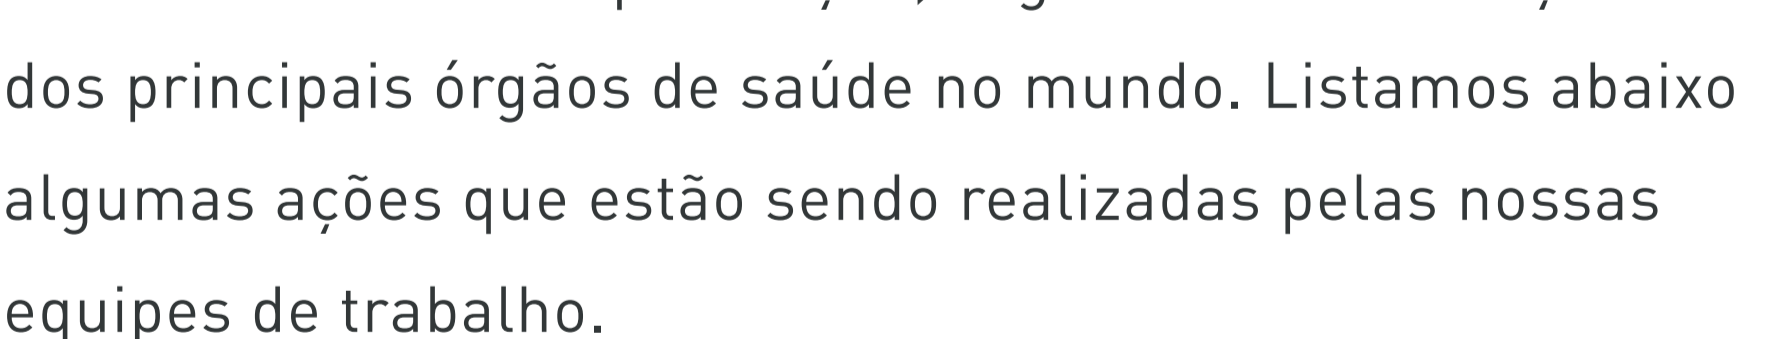 dos principais órgãos de saúde no mundo. Listamos abaixo
algumas ações que estão sendo realizadas pelas nossas
equipes de trabalho.